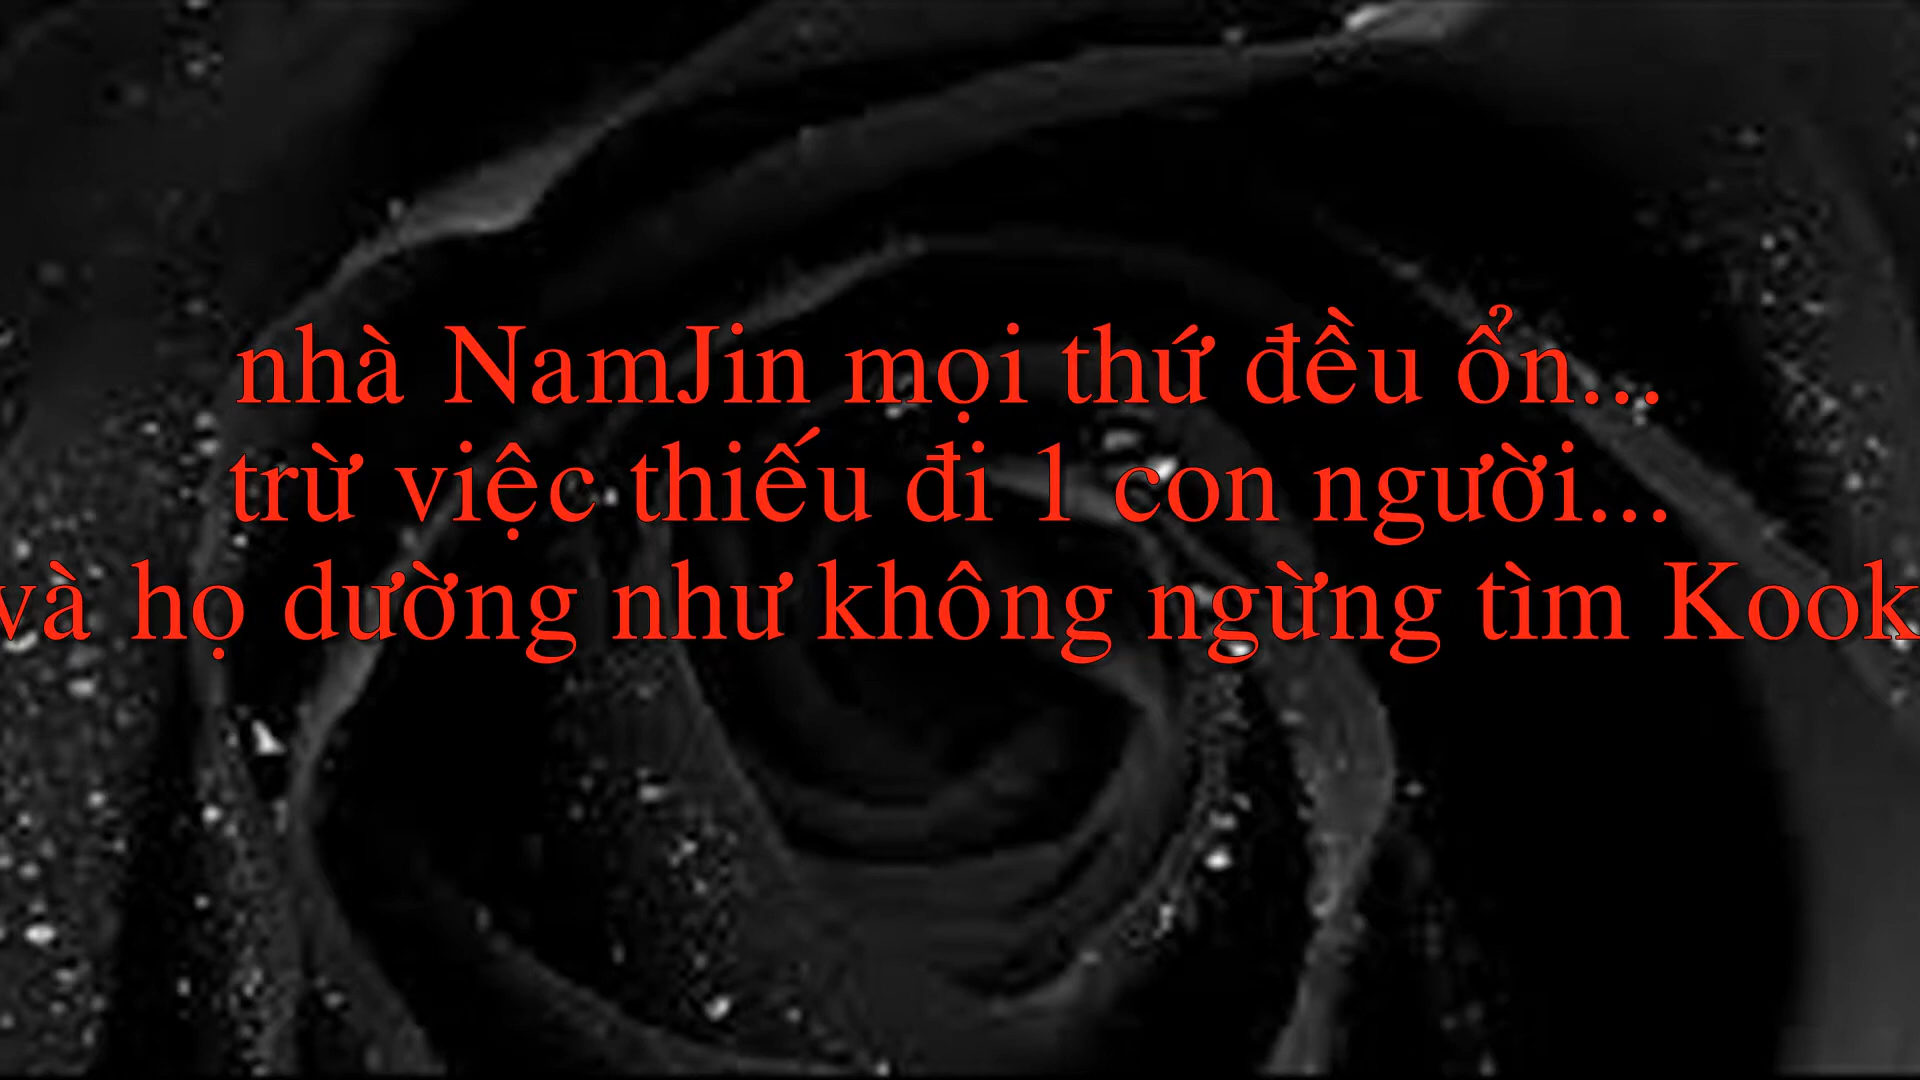 nhà NamJin mọi thứ đều ổn...
trừ việc thiếu đi 1 con người...
và họ dường như không ngừng tìm Kook